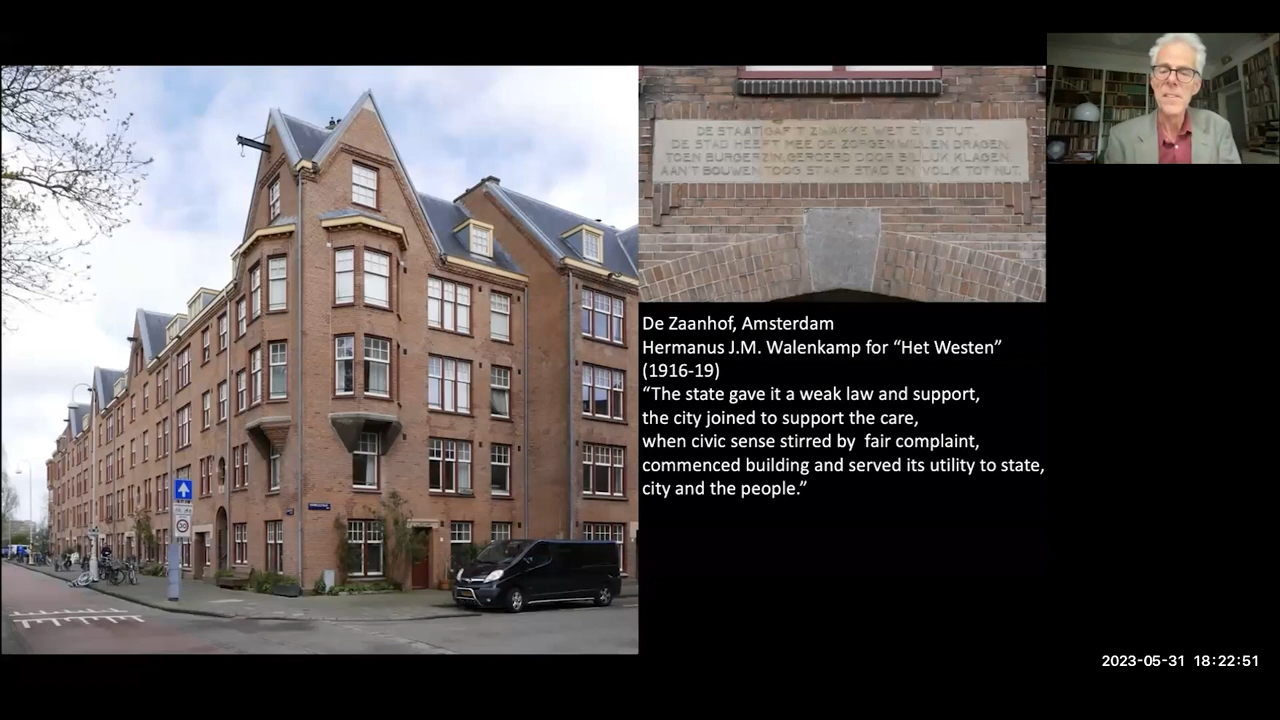 DE STAAT GAF 'T ZWAKKE WET EN STUT.
DE STAD HEEFT MEE DE ZORGEN WILLEN DRAGEN,
TOEN BURGERZIN, GEROERD DOOR BILLIJK KLAGEN,
AAN 'T BOUWEN TOOG STAAT, STAD EN VOLK TOT NUT.
De Zaanhof, Amsterdam
Hermanus J.M. Walenkamp for “Het Westen”
(1916-19)
“The state gave it a weak law and support,
the city joined to support the care,
when civic sense stirred by fair complaint,
commenced building and served its utility to state,
city and the people.”
30
2023-05-31 18:22:51